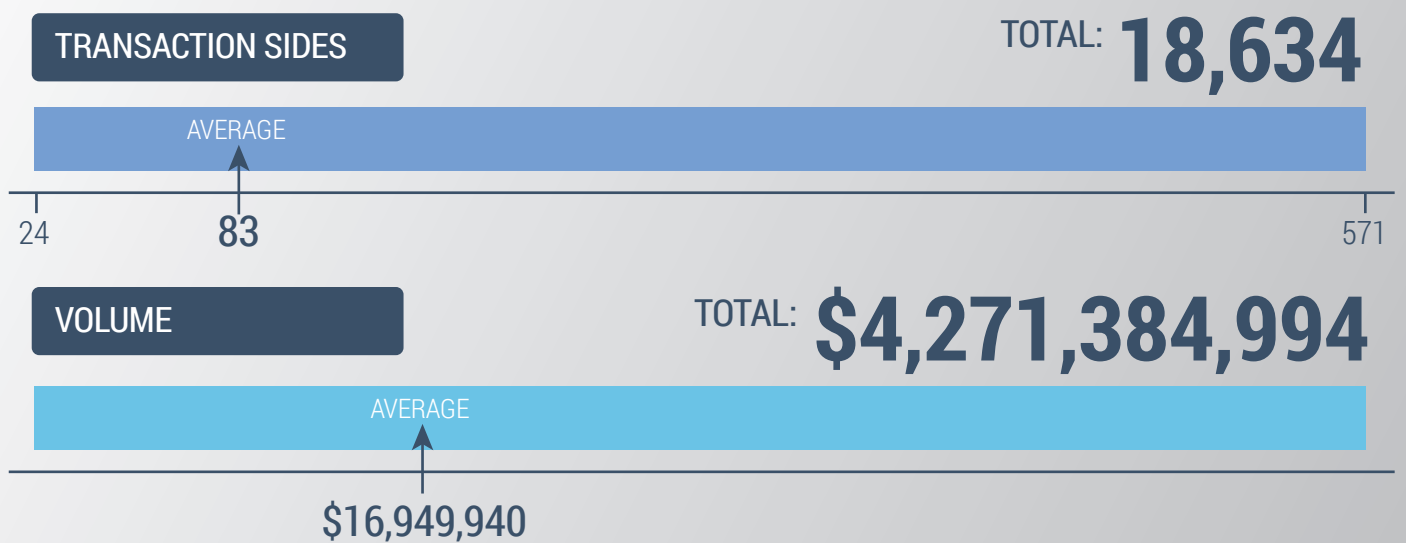 TRANSACTION SIDES
TOTAL: 18,634
AVERAGE
24
83
571
VOLUME
TOTAL: $4,271,384,994
AVERAGE
$16,949,940